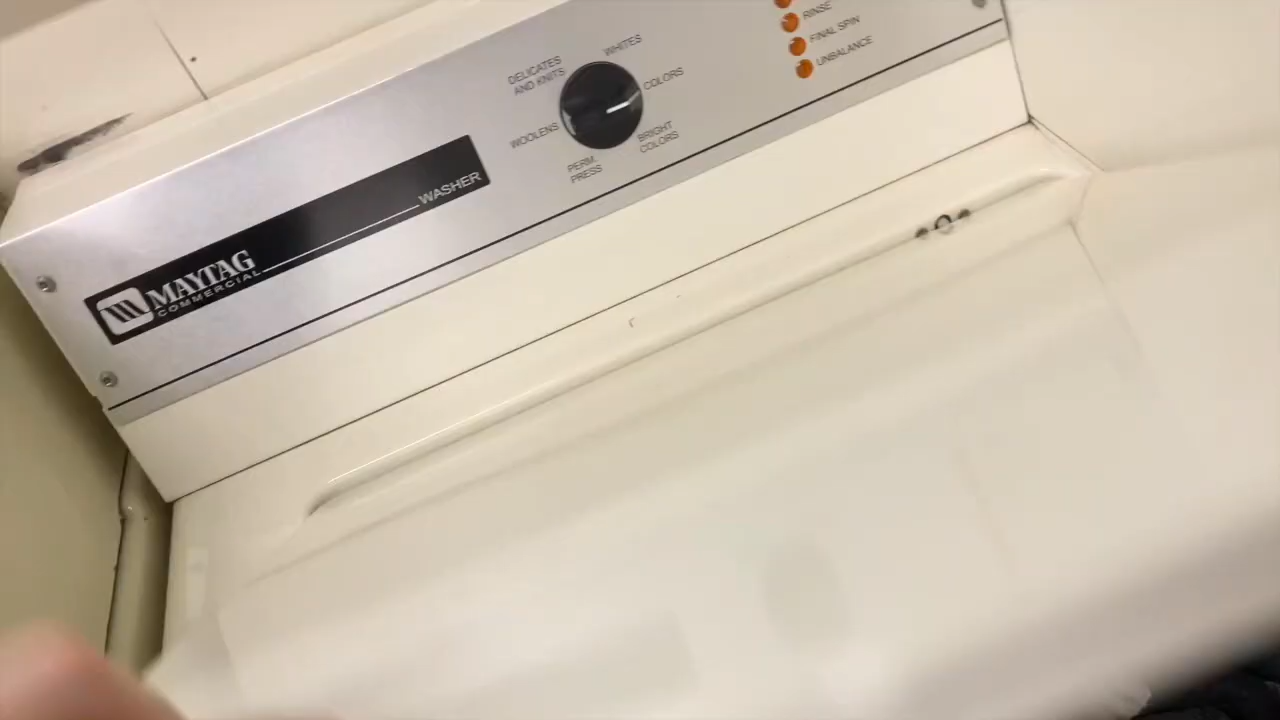 WHITES
DELICATES
AND KNITS
COLORS
WOOLENS
BRIGHT
COLORS
PERM.
PRESS
RINSE
FINAL SPIN
UNBALANCE
WASHER
MAYTAG
COMMERCIAL